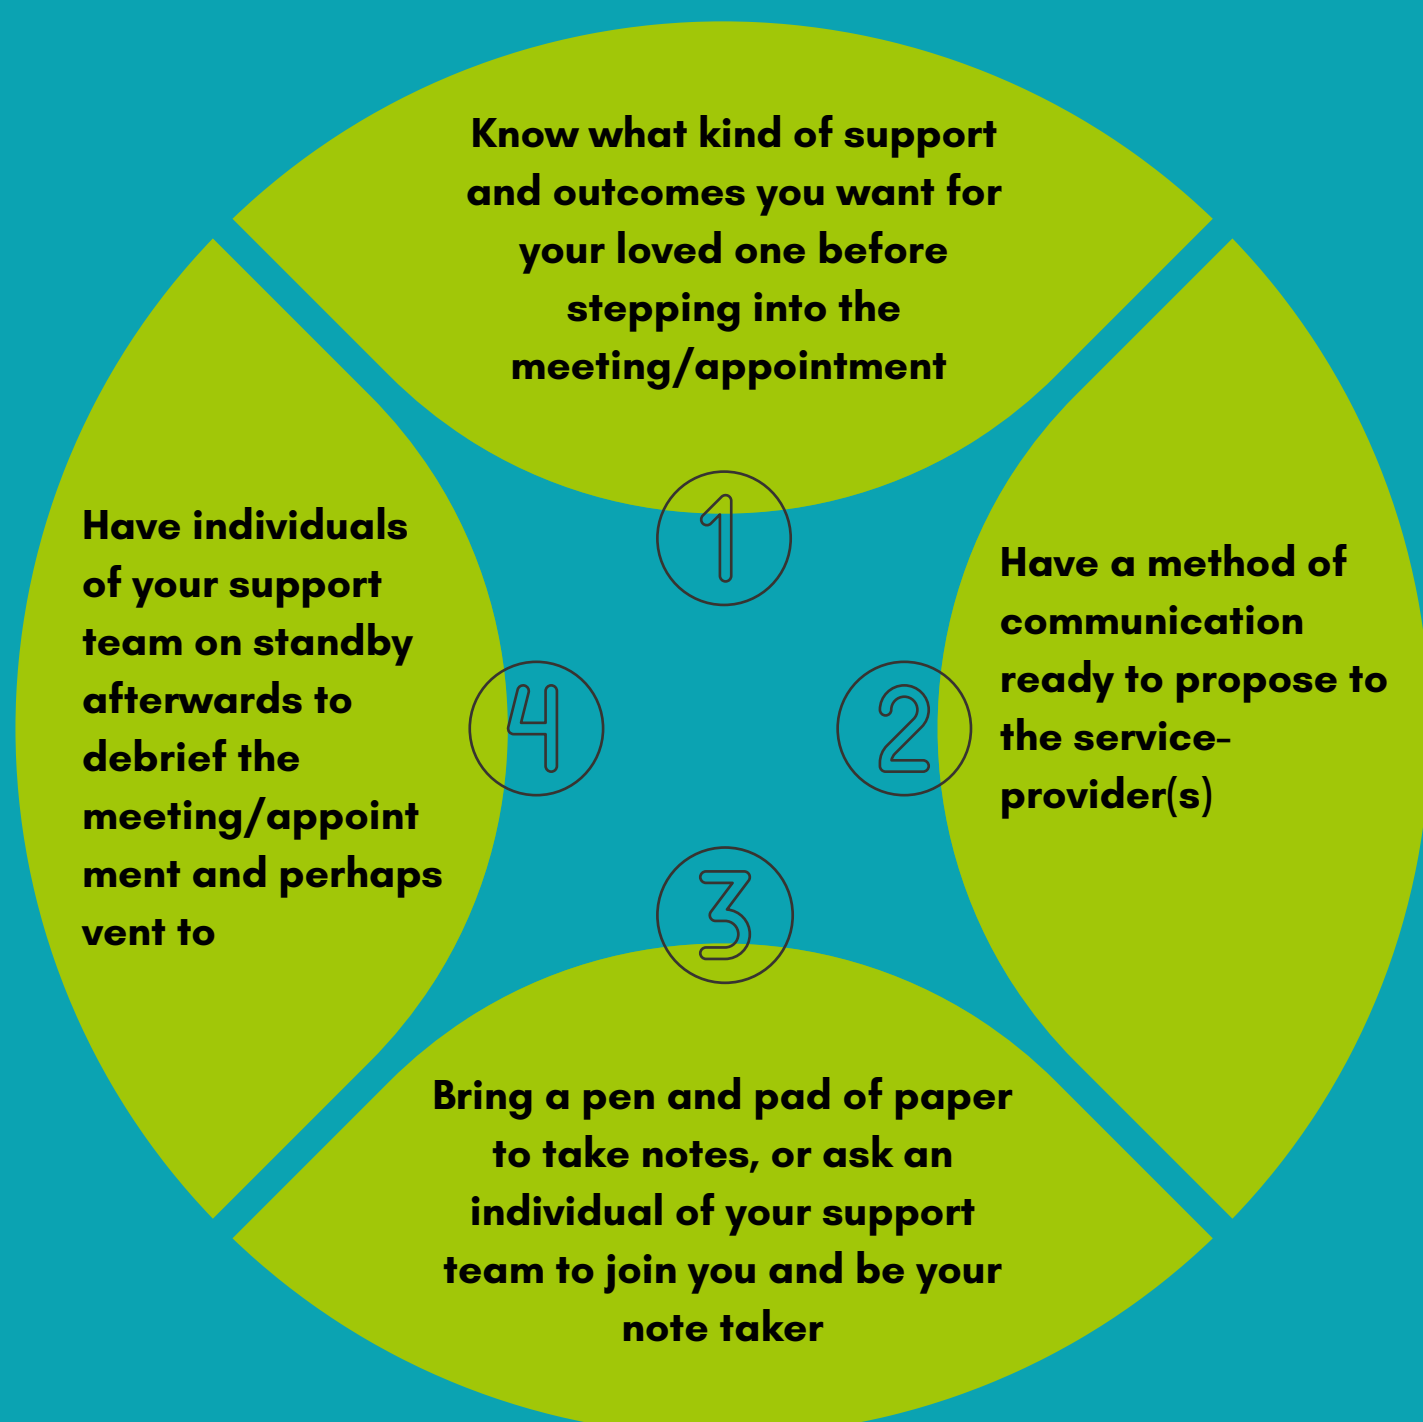 Know what kind of support
and outcomes you want for
your loved one before
stepping into the
meeting/appointment
1
Have a method of
communication
ready to propose to
the service-
provider(s)
2
3
Bring a pen and pad of paper
to take notes, or ask an
individual of your support
team to join you and be your
note taker
4
Have individuals
of your support
team on standby
afterwards to
debrief the
meeting/appoint
ment and perhaps
vent to